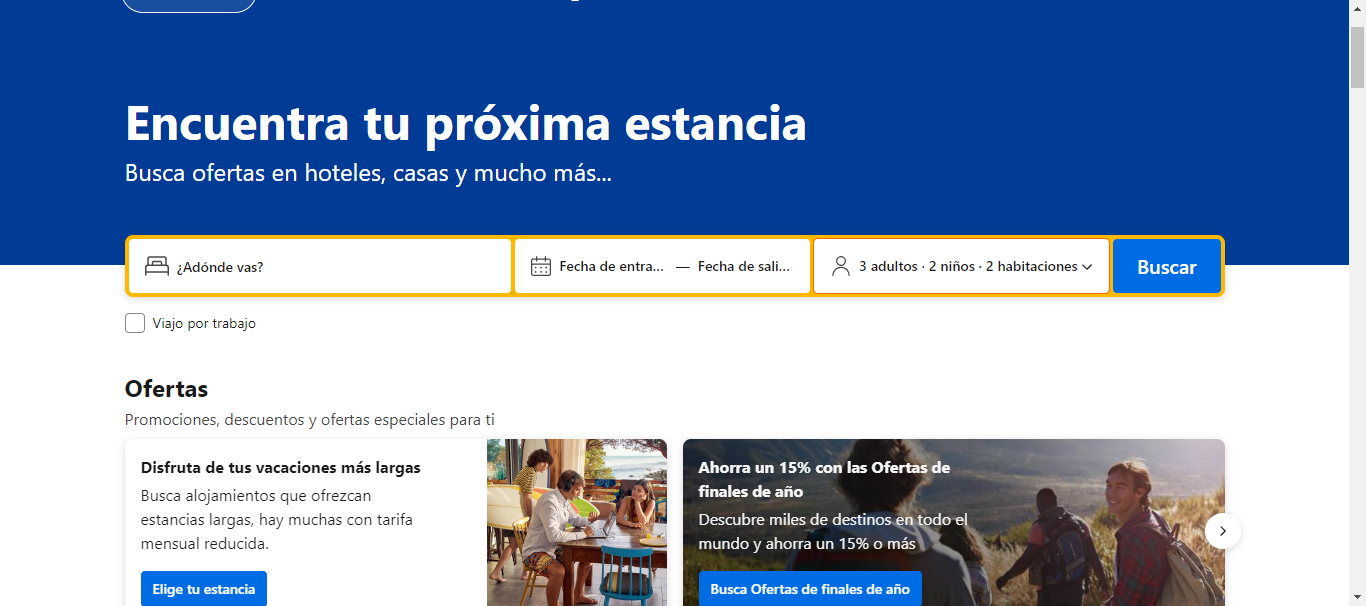 Encuentra tu próxima estancia
Busca ofertas en hoteles, casas y mucho más...
¿Adónde vas?
Fecha de entra... — Fecha de sali...
3 adultos · 2 niños · 2 habitaciones
Buscar
Viajo por trabajo
Ofertas
Promociones, descuentos y ofertas especiales para ti
Disfruta de tus vacaciones más largas
Busca alojamientos que ofrezcan
estancias largas, hay muchas con tarifa
mensual reducida.
Elige tu estancia
Ahorra un 15% con las Ofertas de
finales de año
Descubre miles de destinos en todo el
mundo y ahorra un 15% o más
Busca Ofertas de finales de año